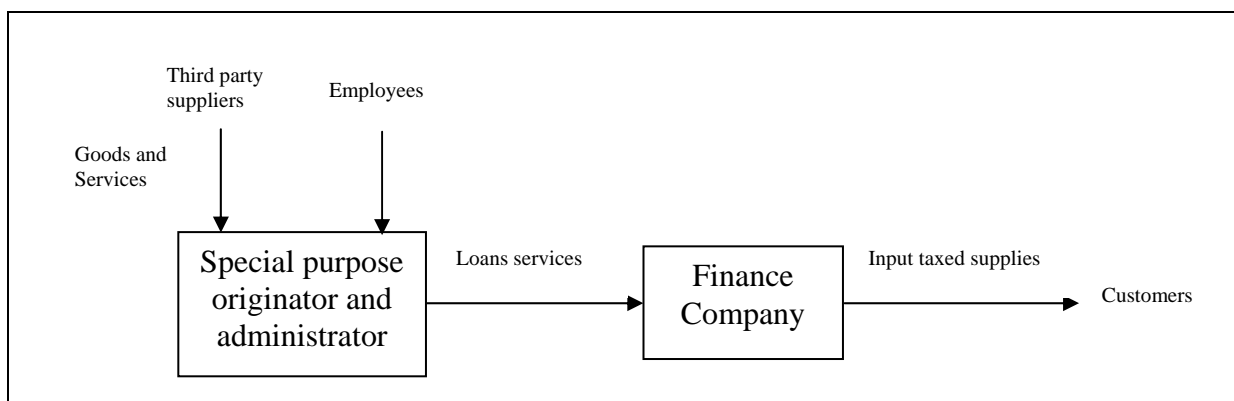 Third party
suppliers
Employees
Goods and
Services
Special purpose
originator and
administrator
Loans services
Finance
Company
Input taxed supplies
Customers